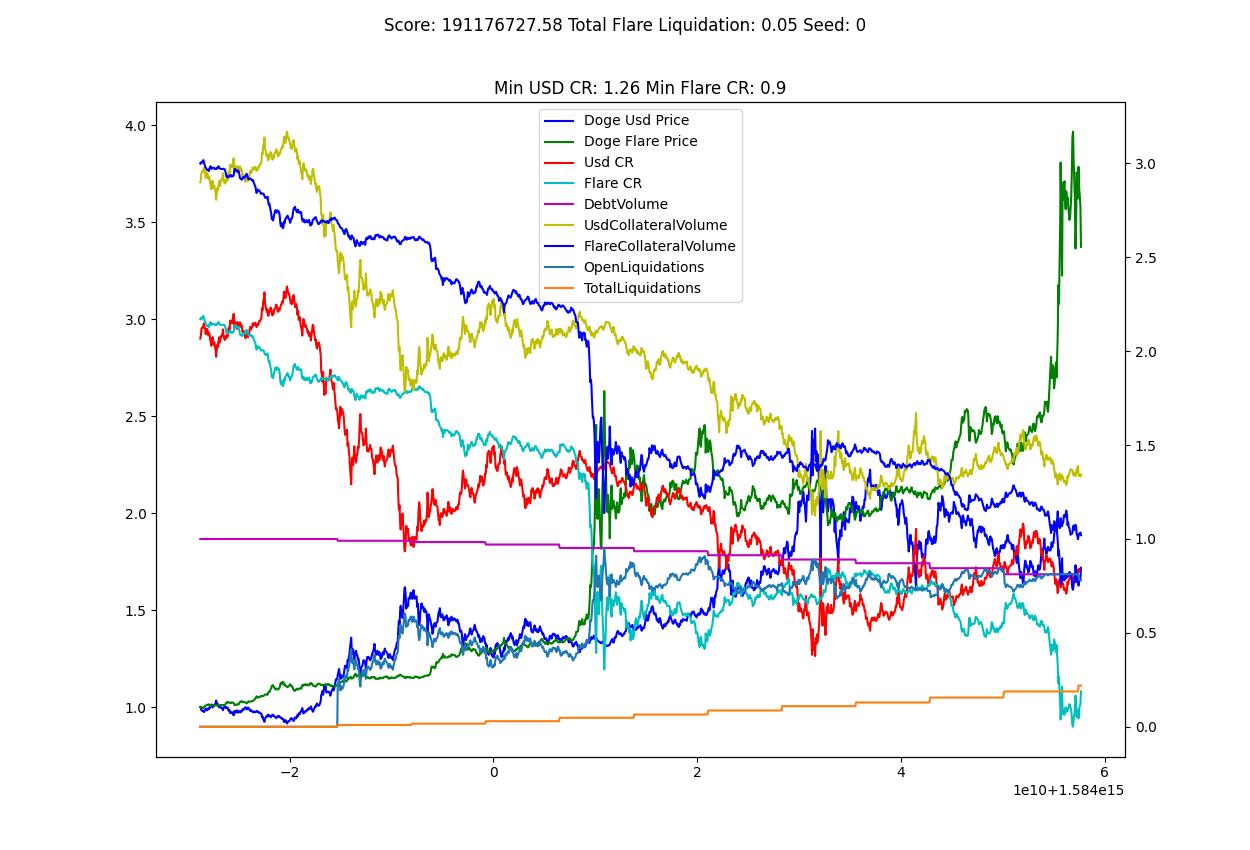 Score: 191176727.58 Total Flare Liquidation: 0.05 Seed: 0
Min USD CR: 1.26 Min Flare CR: 0.9
Doge Usd Price
Doge Flare Price
Usd CR
Flare CR
DebtVolume
UsdCollateralVolume
FlareCollateralVolume
OpenLiquidations
TotalLiquidations
4.0
3.5
3.0
2.5
2.0
1.5
1.0
3.0
2.5
2.0
1.5
1.0
0.5
0.0
−2 0 2 4 6
1e10+1.584e15